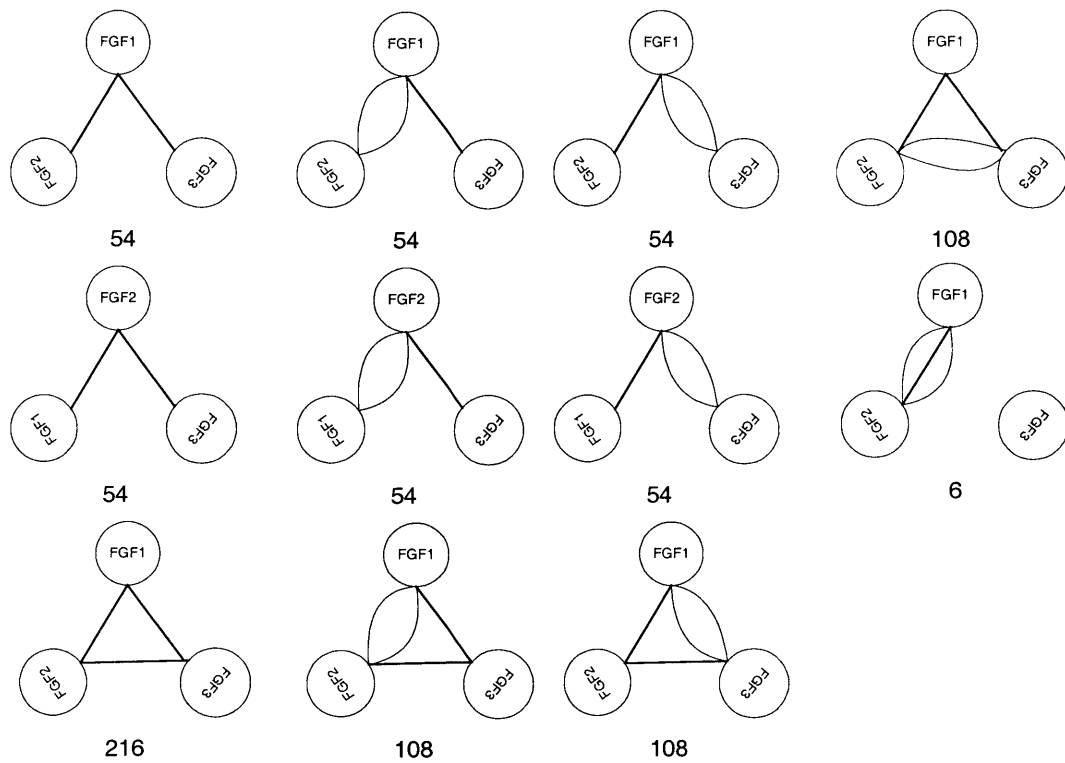 FGF1 FGF1 FGF1 FGF1
FGF2 FGF3 FGF2 FGF3 FGF2 FGF3 FGF2 FGF3
54 54 54 108
FGF2 FGF2 FGF2 FGF1
FGF1 FGF3 FGF1 FGF3 FGF1 FGF3 FGF2 FGF3
54 54 54 6
FGF1 FGF1 FGF1
FGF2 FGF3 FGF2 FGF3 FGF2 FGF3
216 108 108